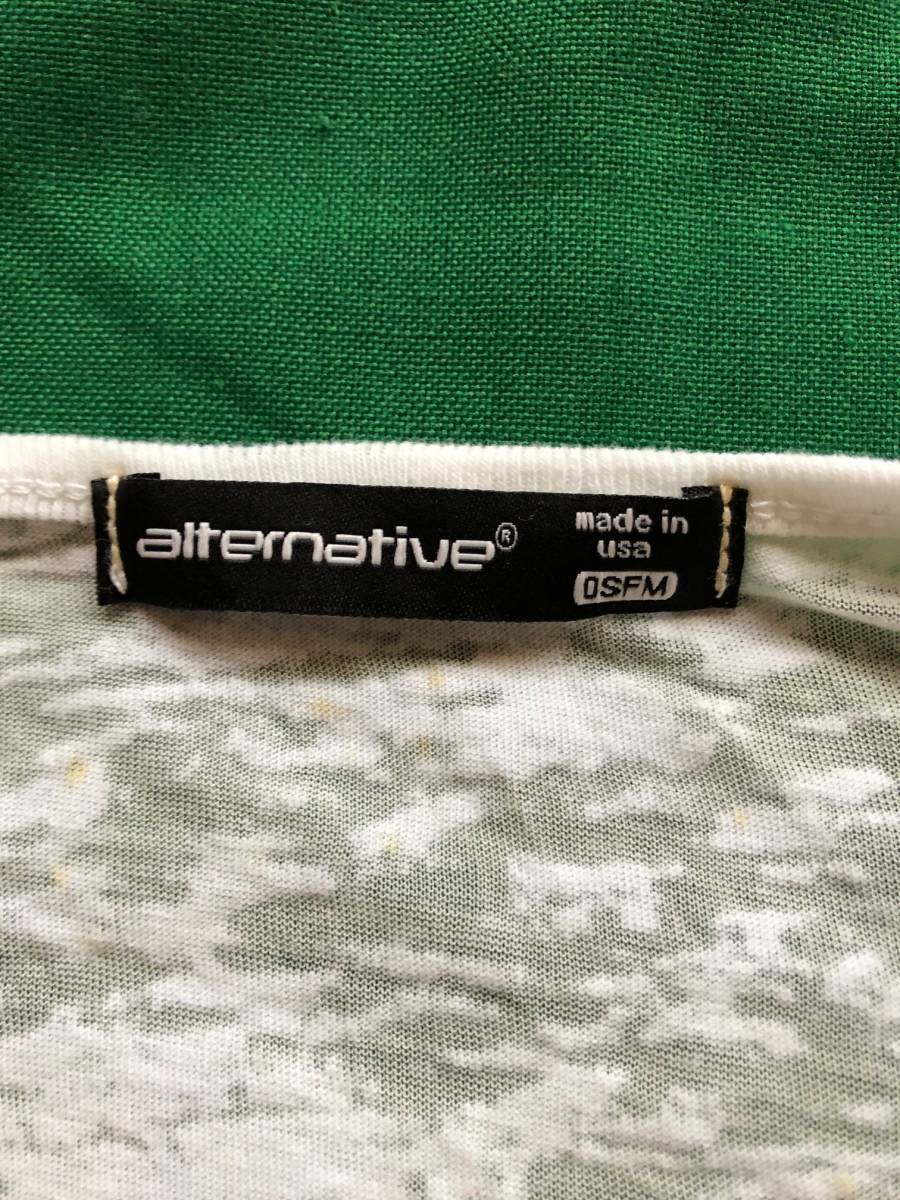 alternative®
made in
usa
OSFM